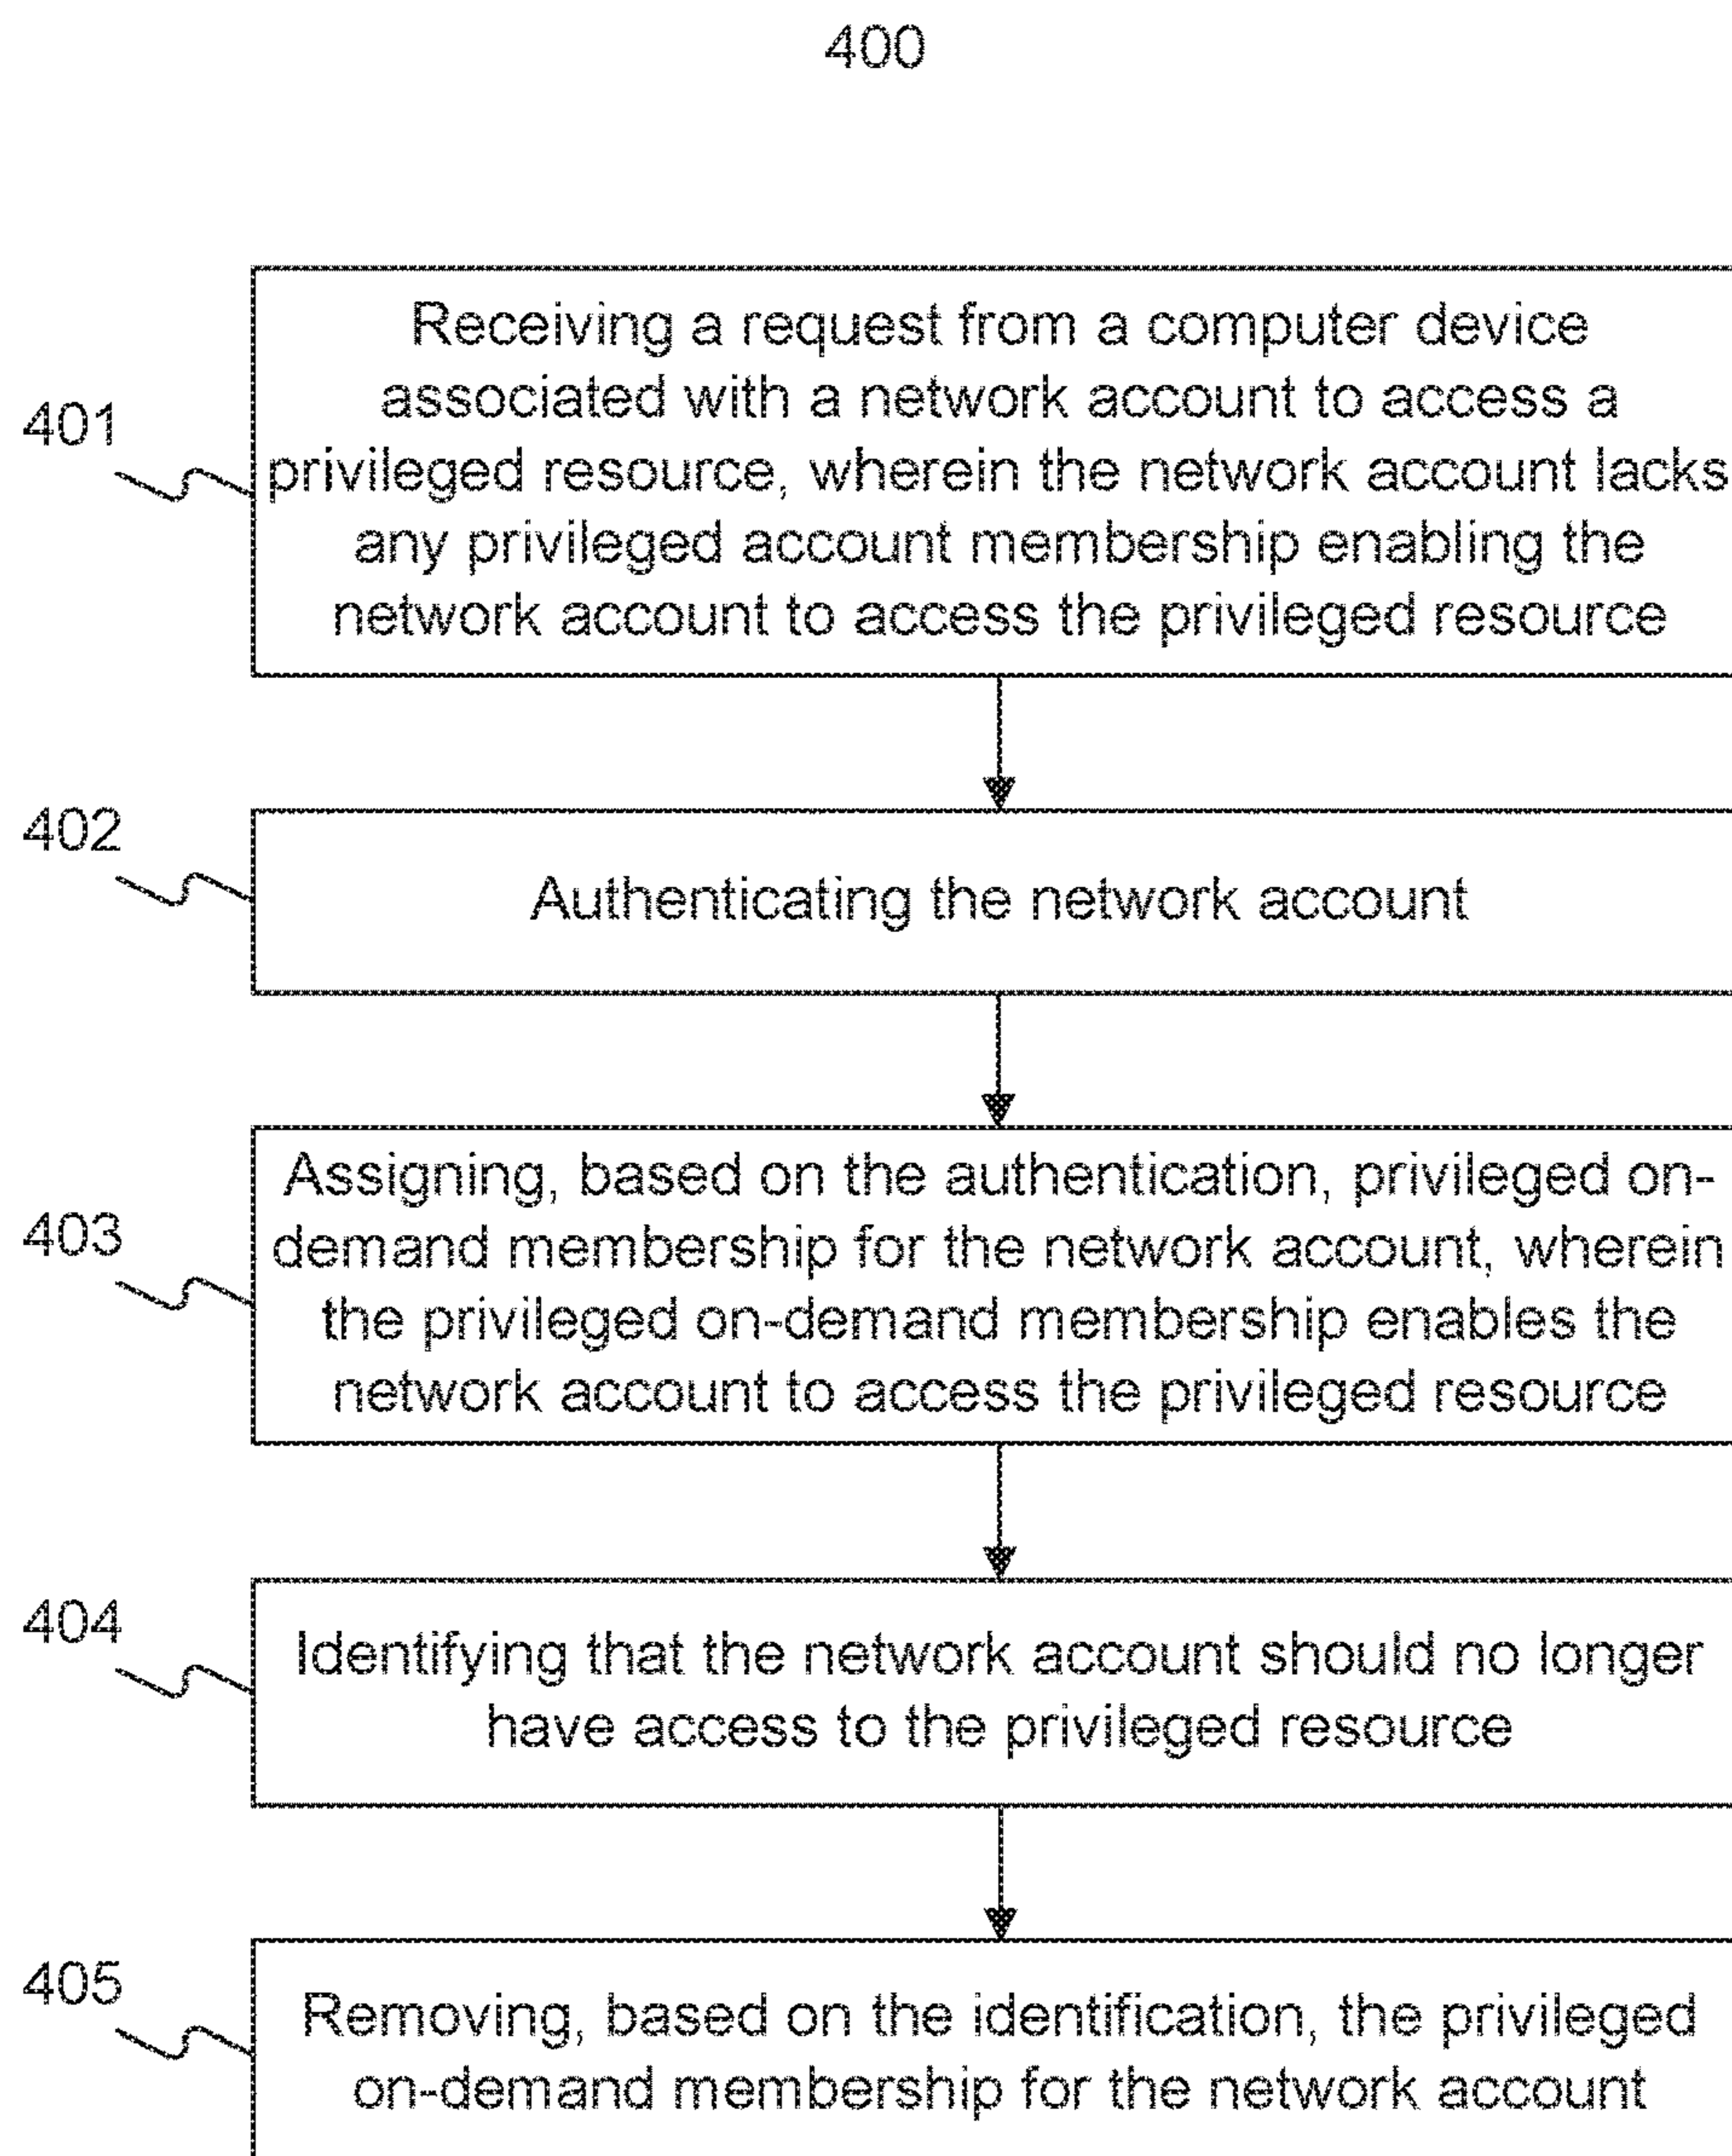 400
401
Receiving a request from a computer device
associated with a network account to access a
privileged resource, wherein the network account lacks
any privileged account membership enabling the
network account to access the privileged resource
402
Authenticating the network account
403
Assigning, based on the authentication, privileged on-
demand membership for the network account, wherein
the privileged on-demand membership enables the
network account to access the privileged resource
404
Identifying that the network account should no longer
have access to the privileged resource
405
Removing, based on the identification, the privileged
on-demand membership for the network account